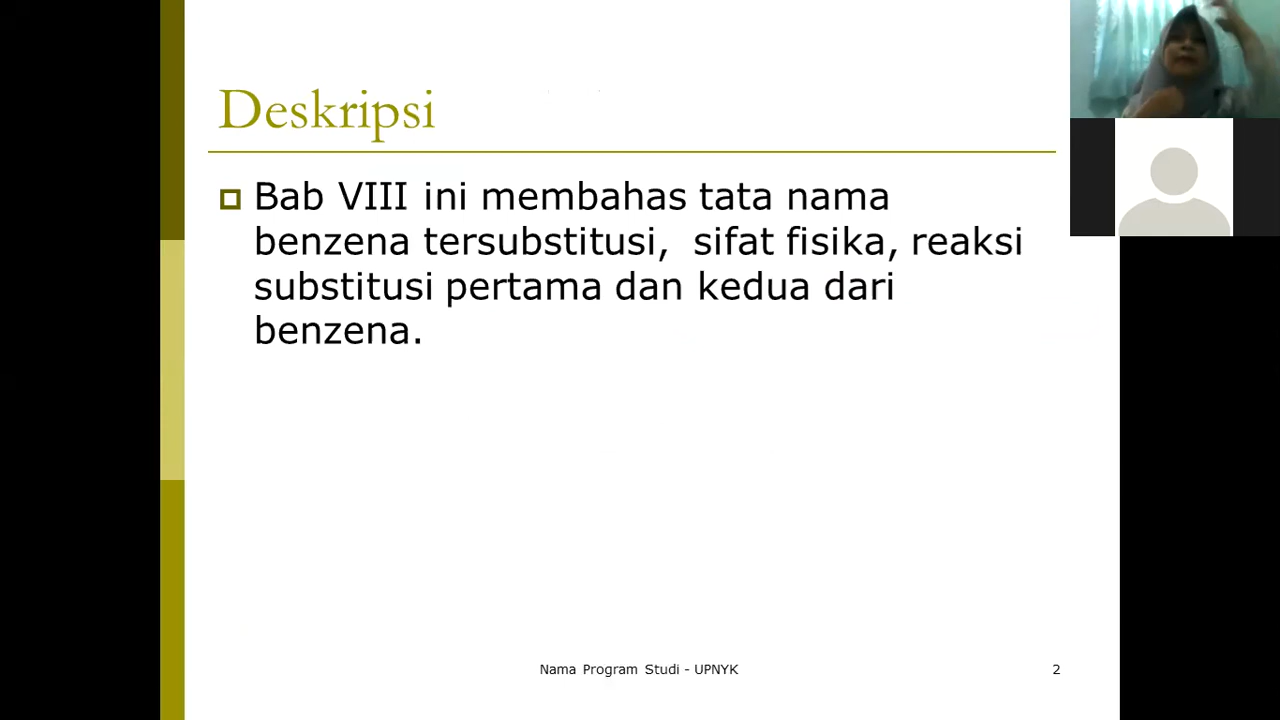 Deskripsi
Bab VIII ini membahas tata nama
benzena tersubstitusi,  sifat fisika, reaksi
substitusi pertama dan kedua dari
benzena.
Nama Program Studi - UPNYK
2